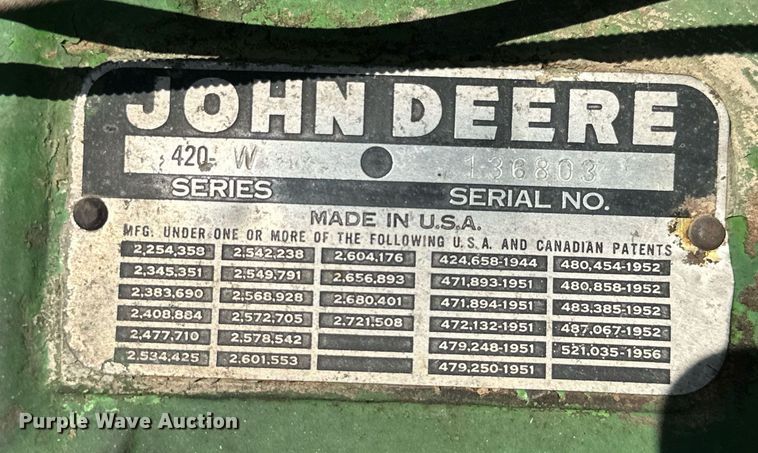 JOHN DEERE
420- W 136803
SERIES SERIAL NO.
MADE IN U.S.A.
MFG. UNDER ONE OR MORE OF THE FOLLOWING U.S.A. AND CANADIAN PATENTS
2,254,358 2,542,238 2,604,176 424,658-1944 480,454-1952
2,345,351 2,549,791 2,656,893 471,893-1951 480,858-1952
2,383,690 2,568,928 2,680,401 471,894-1951 483,385-1952
2,408,884 2,572,705 2,721,508 472,132-1951 487,067-1952
2,477,710 2,578,542 479,248-1951 521,035-1956
2,534,425 2,601,553 479,250-1951
Purple Wave Auction